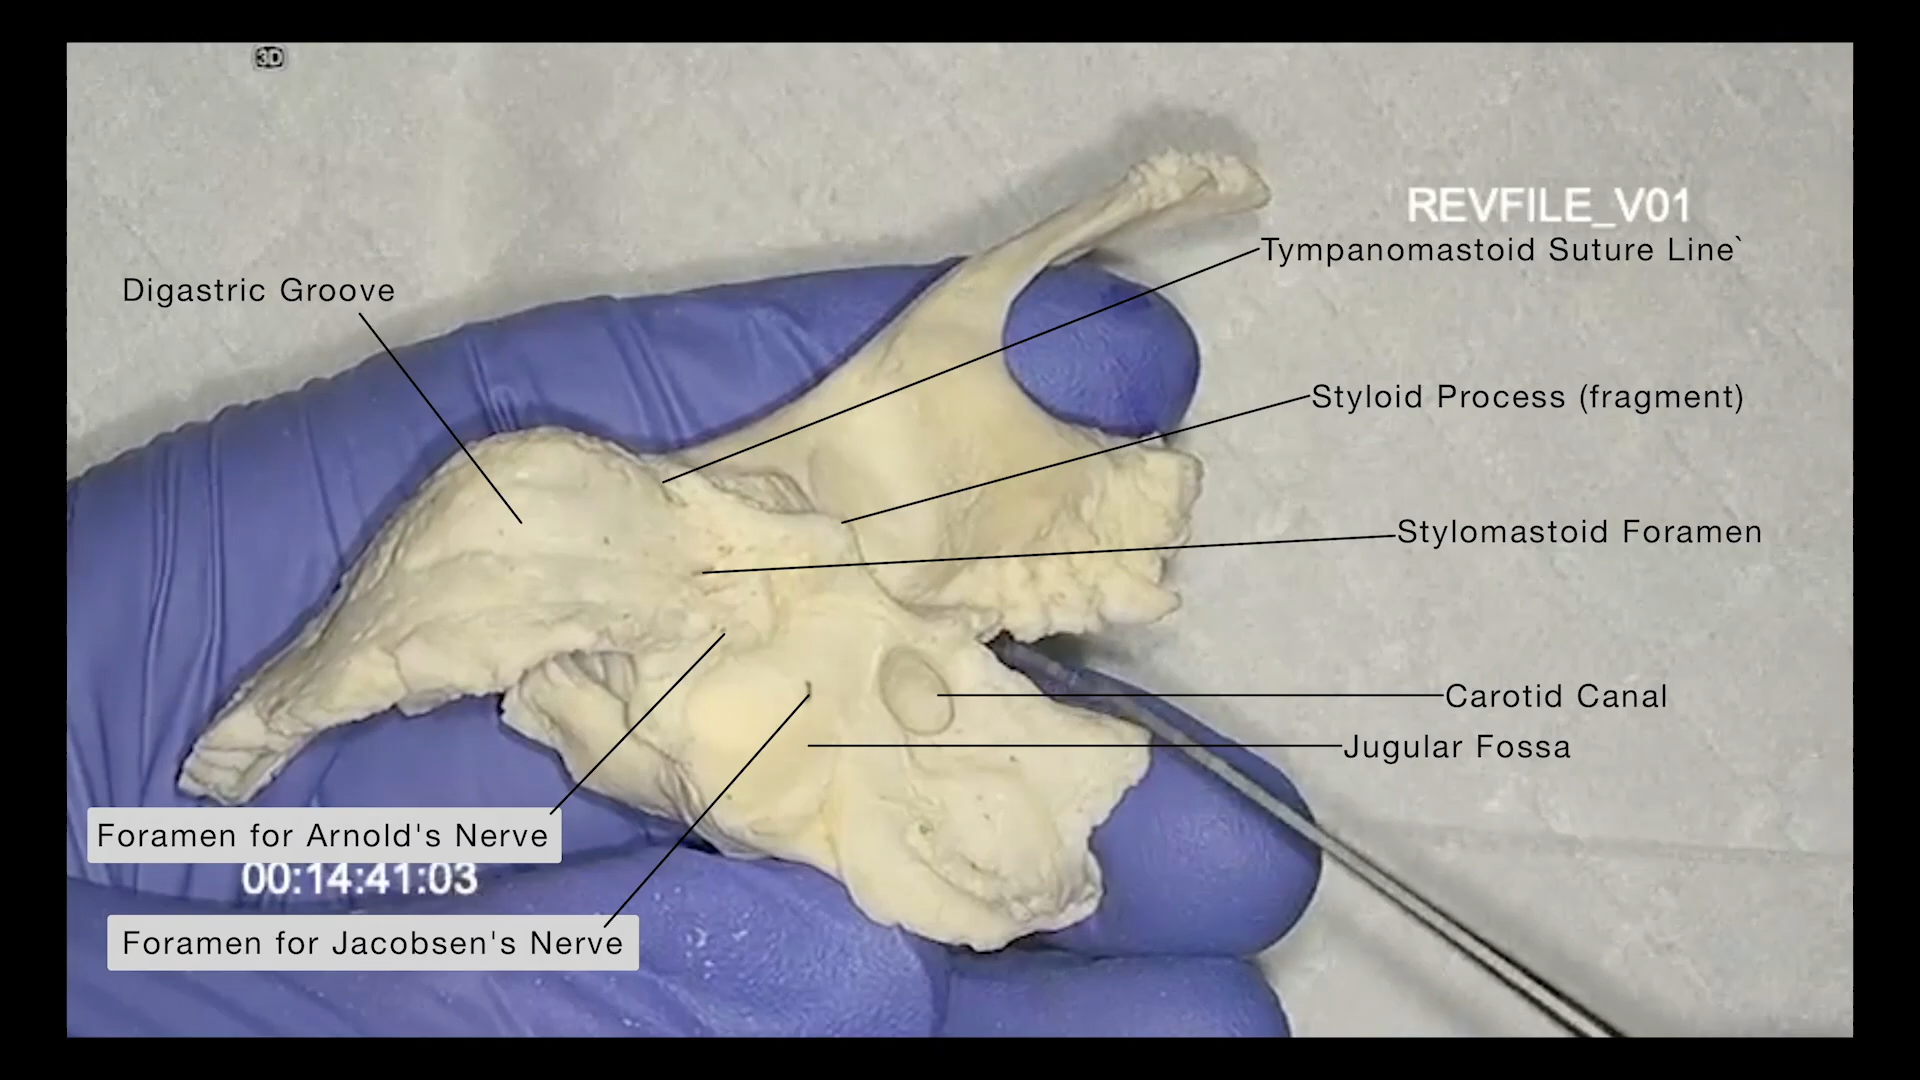 3D
REVFILE_V01
Tympanomastoid Suture Line`
Digastric Groove
Styloid Process (fragment)
Stylomastoid Foramen
Carotid Canal
Jugular Fossa
Foramen for Arnold's Nerve
00:14:41:03
Foramen for Jacobsen's Nerve